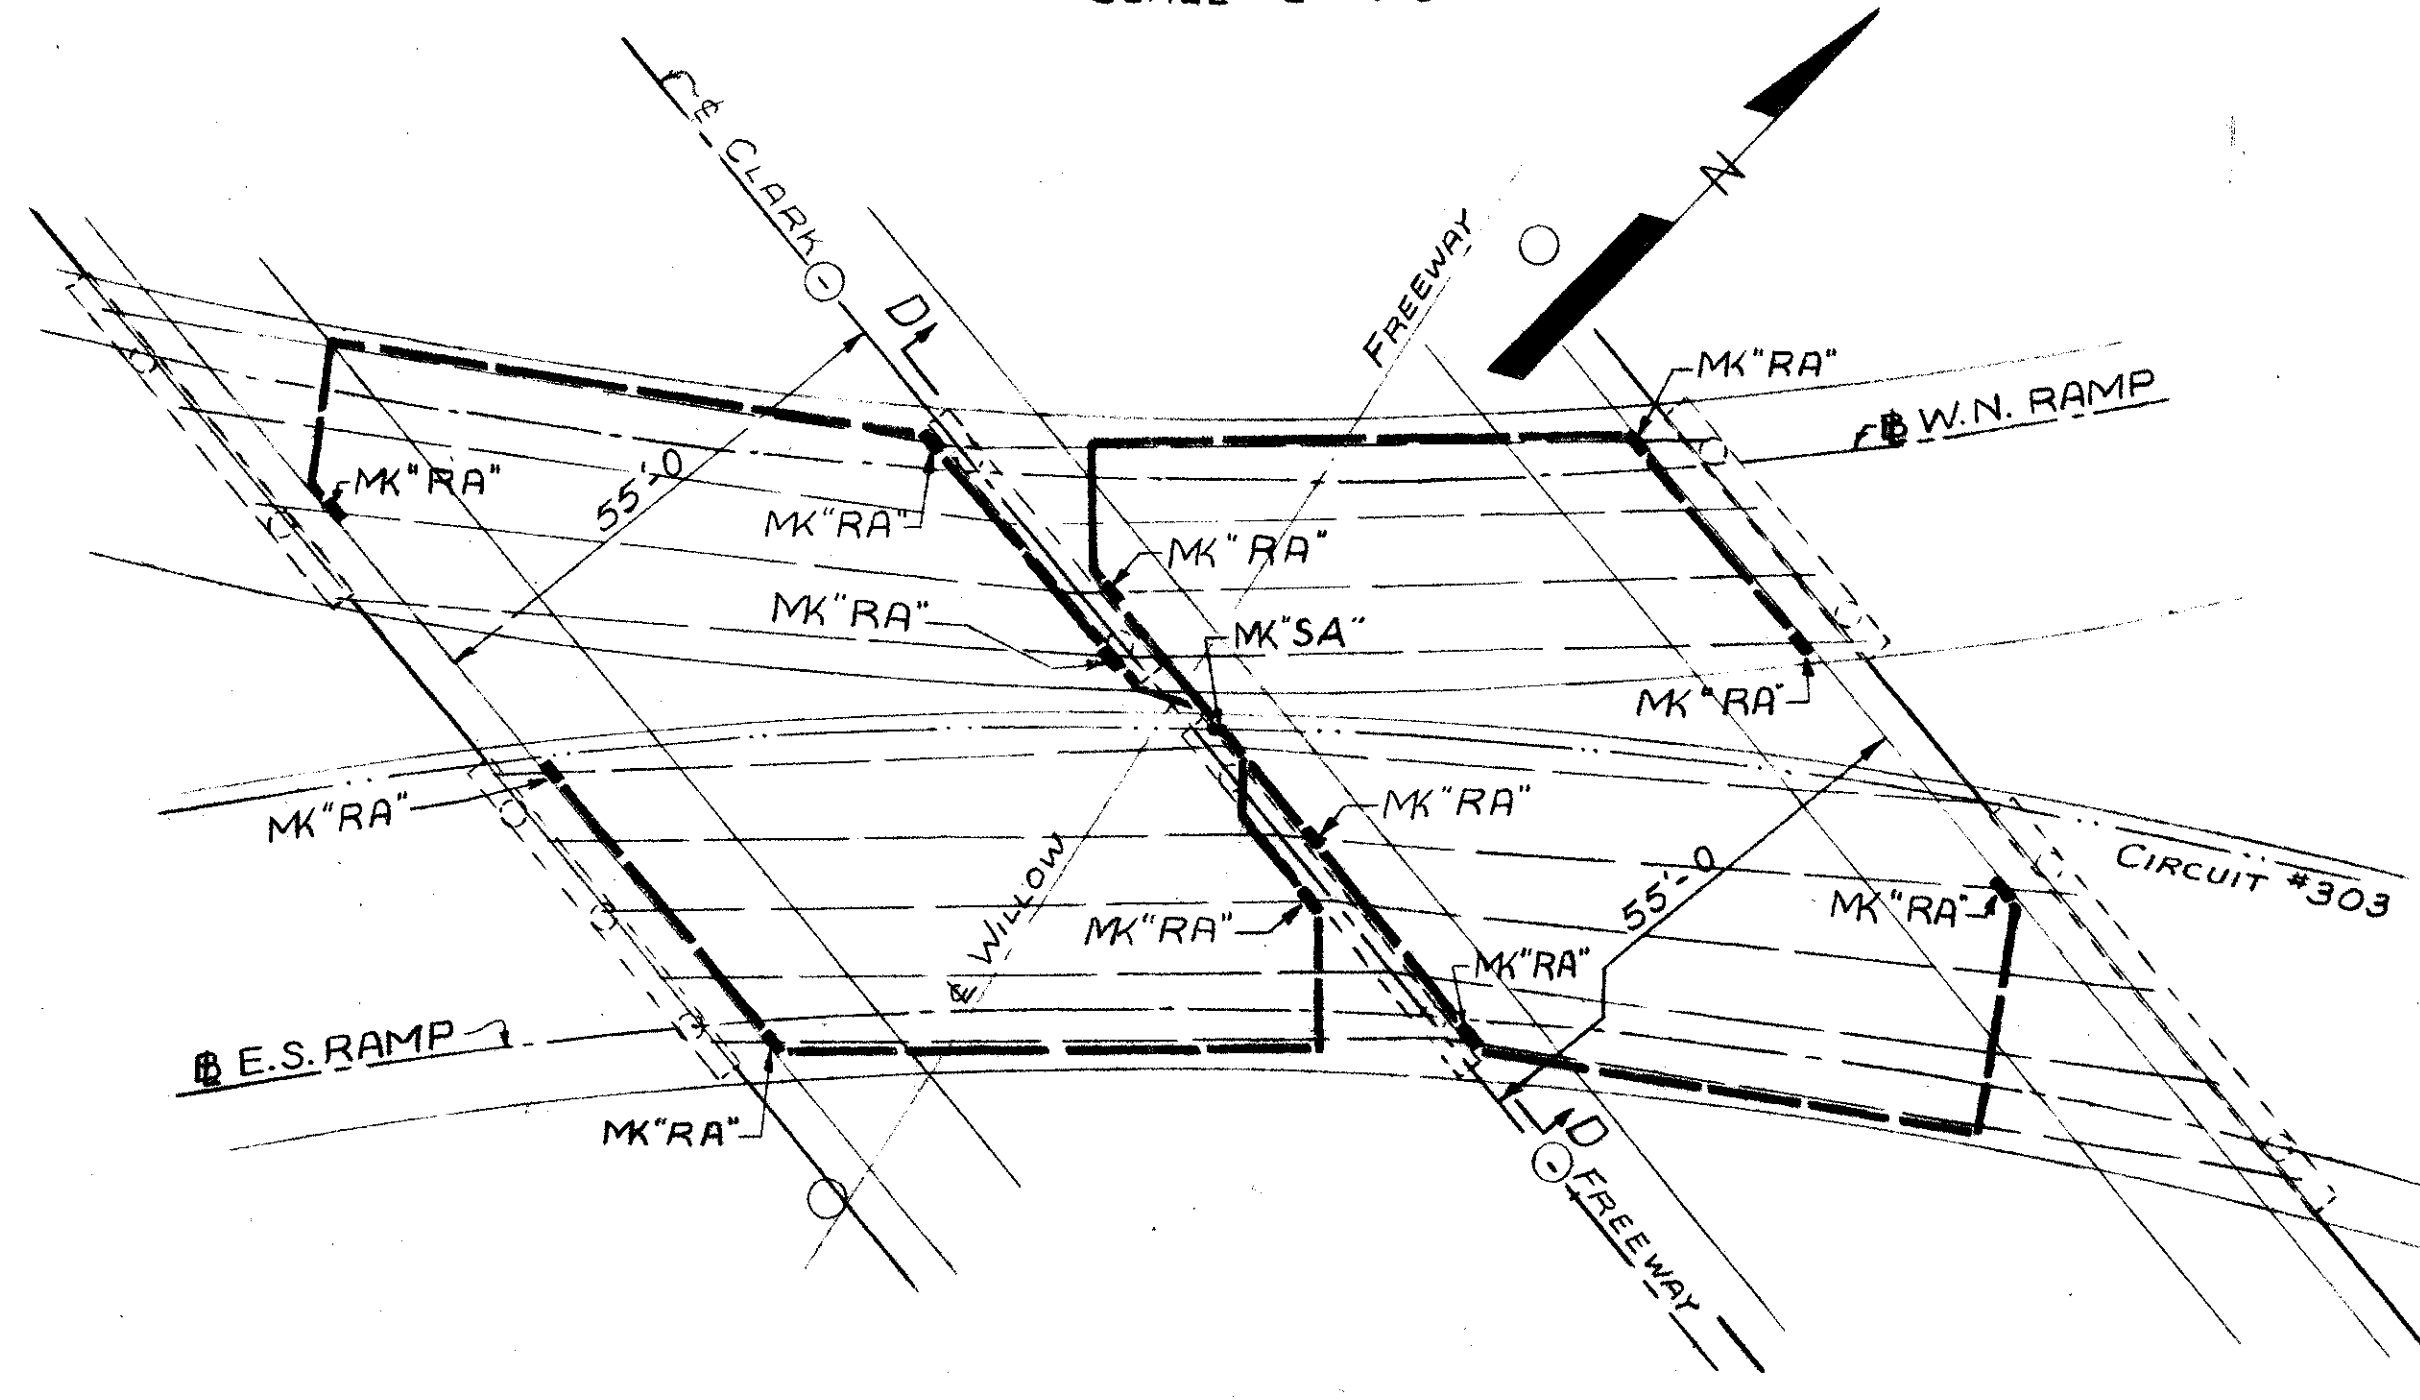 ℄ CLARK
D
N
FREEWAY
MK "RA"
℄ W.N. RAMP
MK "RA"
55'-0
MK "RA"
MK "RA"
MK "RA"
MK "SA"
MK "RA"
MK "RA"
MK "RA"
CIRCUIT #303
55'-0
MK "RA"
℄ WILLOW
MK "RA"
MK "RA"
B E.S. RAMP
MK "RA"
D
FREEWAY